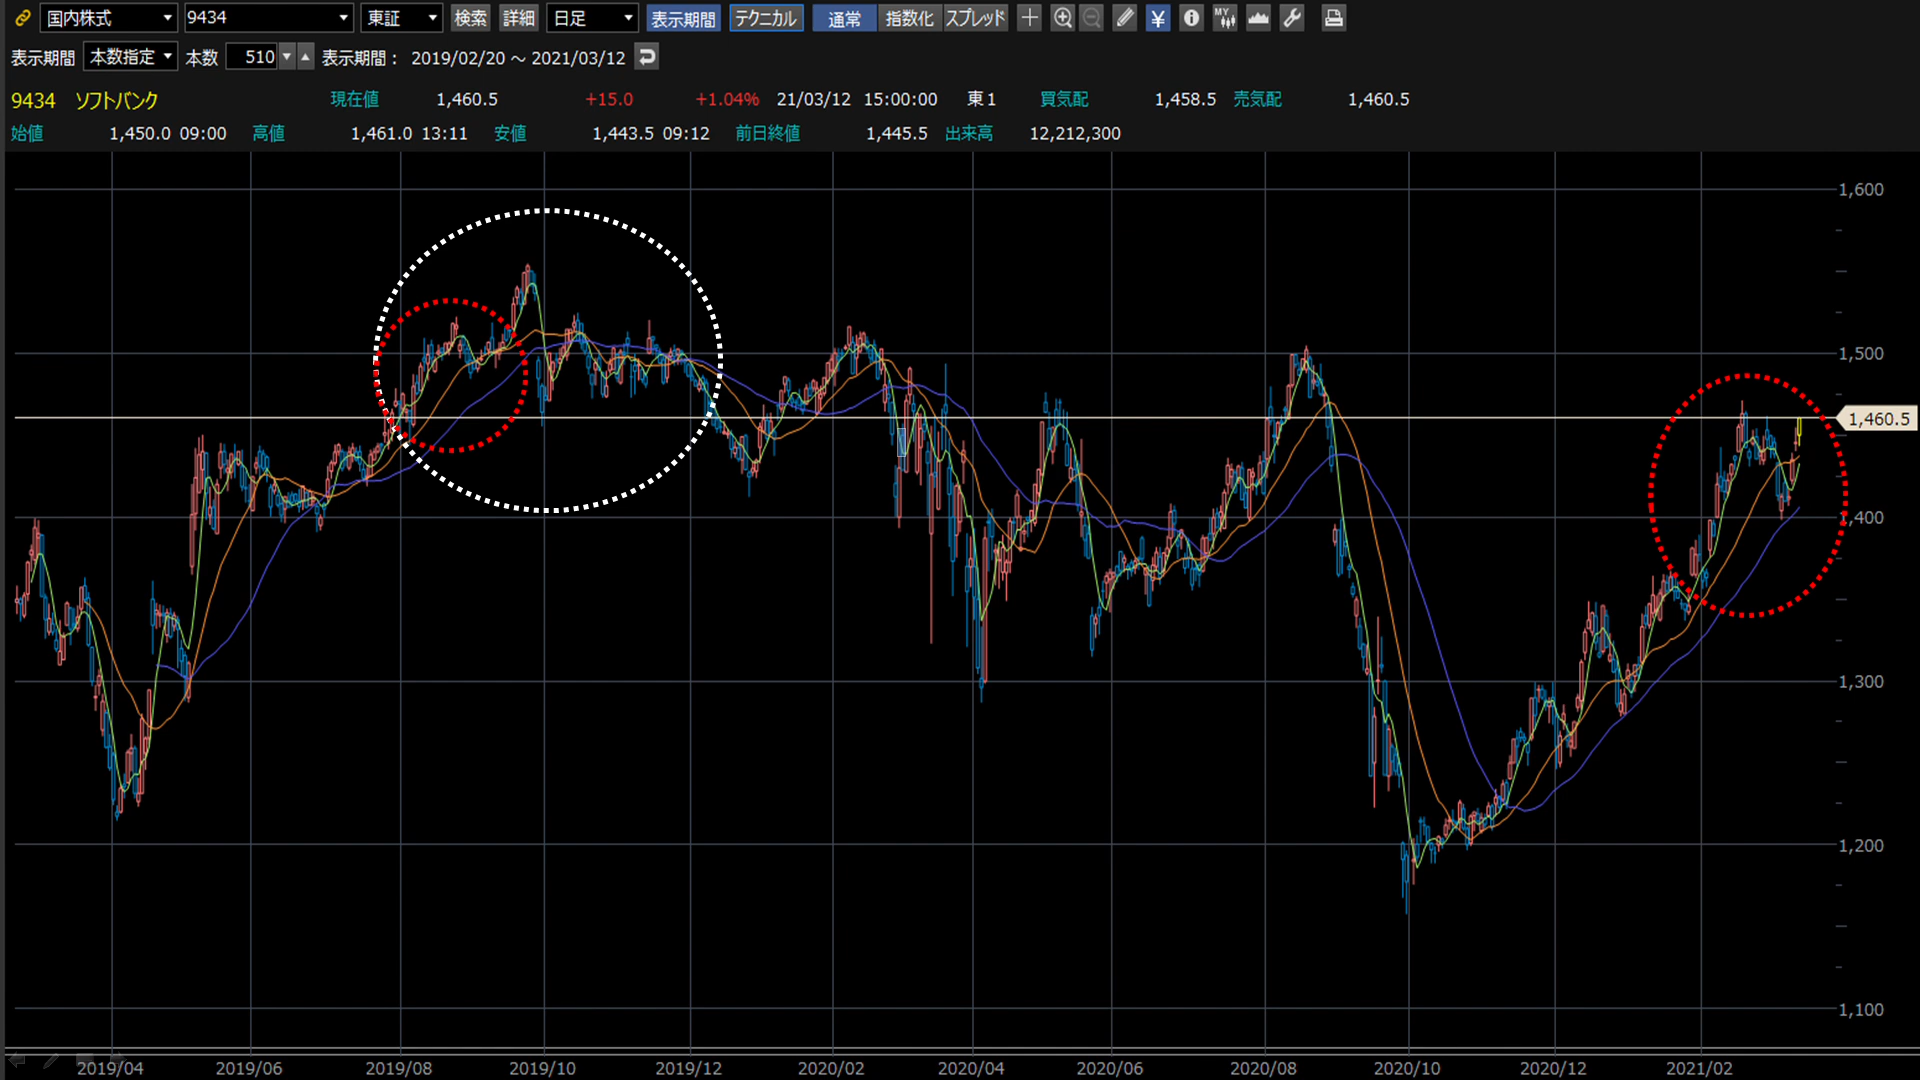 国内株式 9434 東証 検索 詳細 日足 表示期間 テクニカル 通常 指数化 スプレッド ¥ MY
表示期間 本数指定 本数 510 表示期間： 2019/02/20 ～ 2021/03/12
9434 ソフトバンク 現在値 1,460.5 +15.0 +1.04% 21/03/12 15:00:00 東1 買気配 1,458.5 売気配 1,460.5
始値 1,450.0 09:00 高値 1,461.0 13:11 安値 1,443.5 09:12 前日終値 1,445.5 出来高 12,212,300
1,600
1,500
1,460.5
1,400
1,300
1,200
1,100
2019/04 2019/06 2019/08 2019/10 2019/12 2020/02 2020/04 2020/06 2020/08 2020/10 2020/12 2021/02